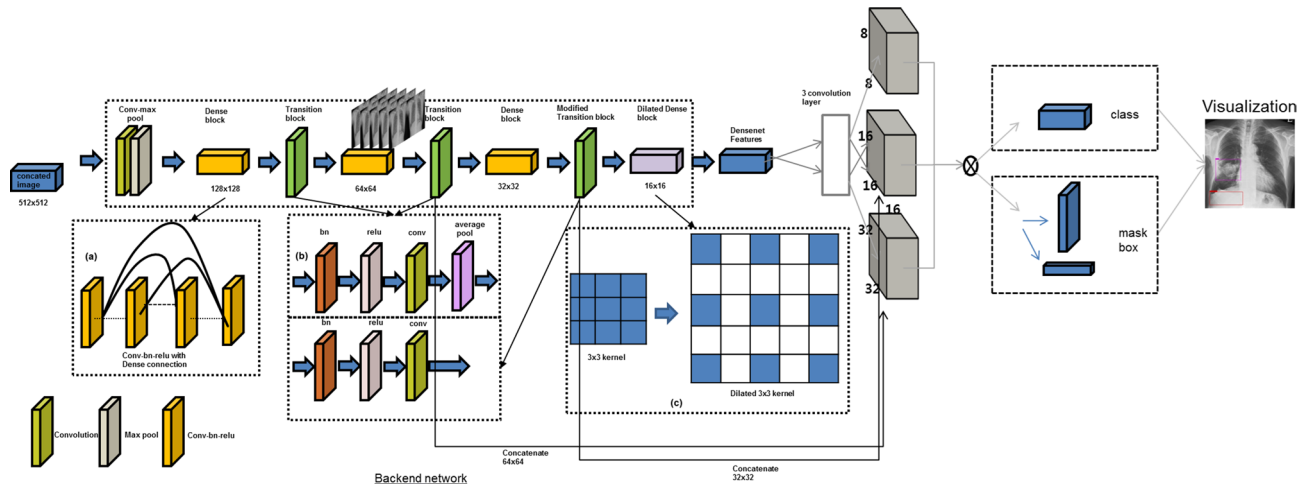 Conv-max
pool
Dense
block
Transition
block
Transition
block
Dense
block
Modified
Transition block
Dilated Dense
block
Densenet
Features
3 convolution
layer
8
8
16
16
16
32
32
class
mask
box
Visualization
concated
image
512x512
128x128
64x64
32x32
16x16
(a)
Conv-bn-relu with
Dense connection
(b)
bn
relu
conv
average
pool
bn
relu
conv
3x3 kernel
Dilated 3x3 kernel
(c)
Convolution
Max pool
Conv-bn-relu
Concatenate
64x64
Concatenate
32x32
Backend network